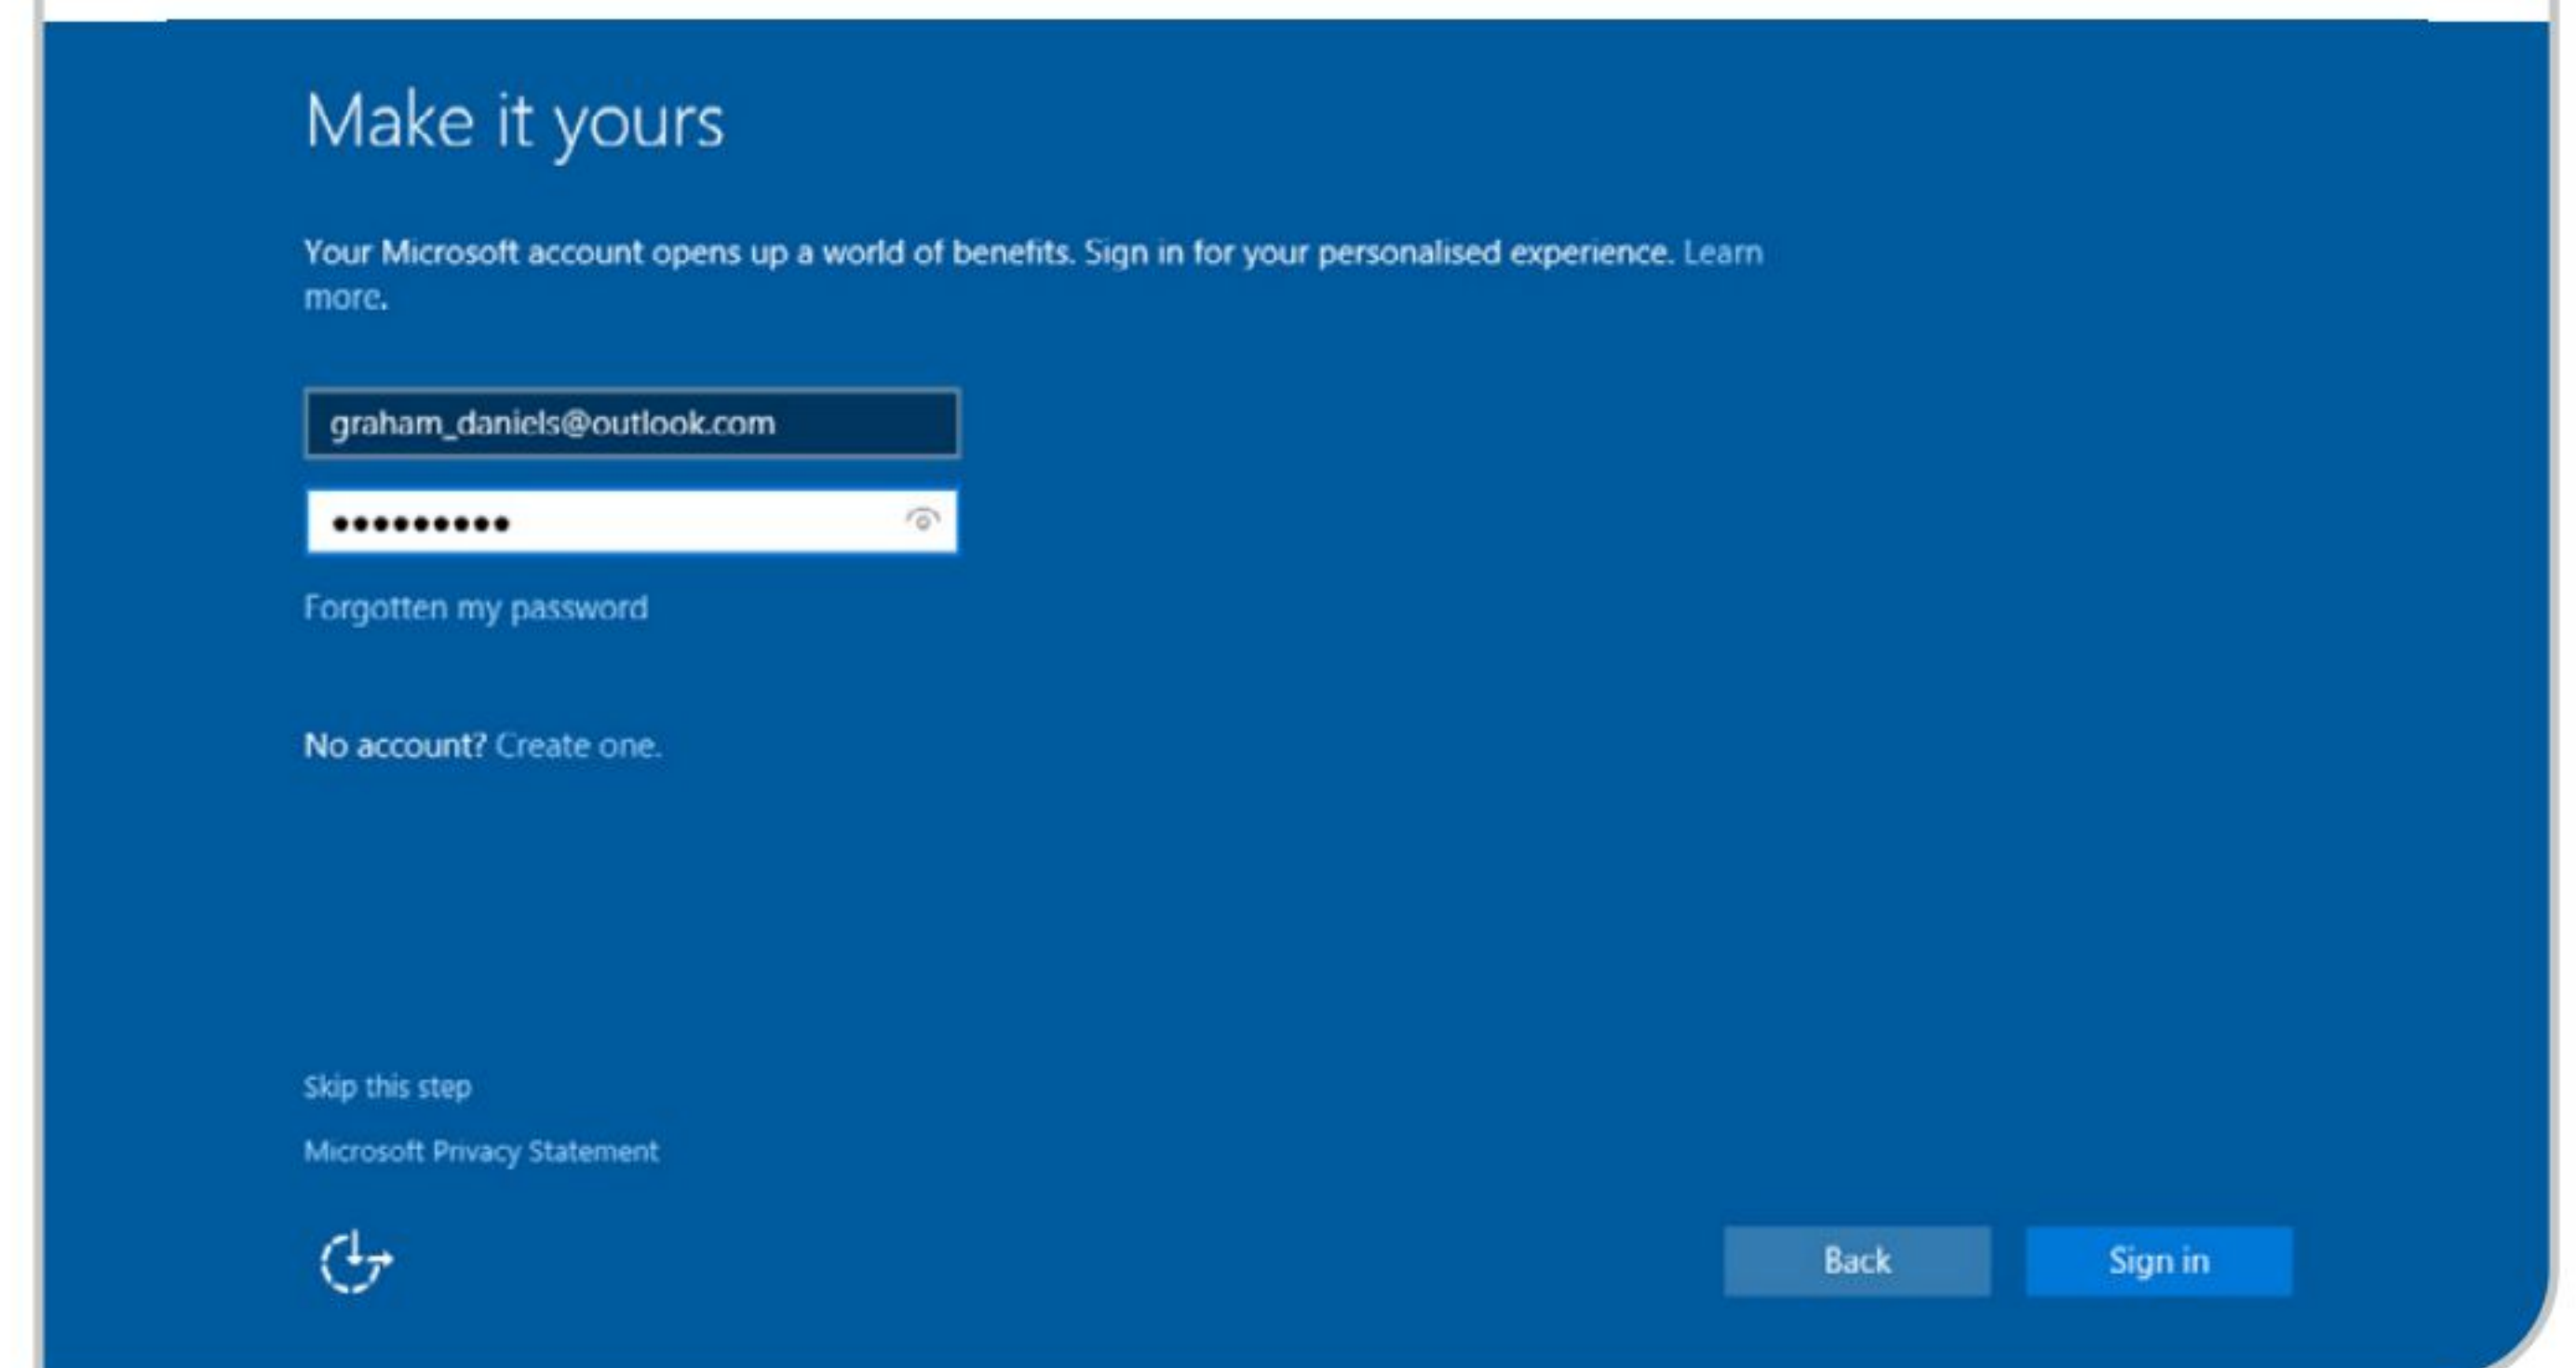 Make it yours
Your Microsoft account opens up a world of benefits. Sign in for your personalised experience. Learn
more.
graham_daniels@outlook.com
•••••••••
Forgotten my password
No account? Create one.
Skip this step
Microsoft Privacy Statement
Back
Sign in